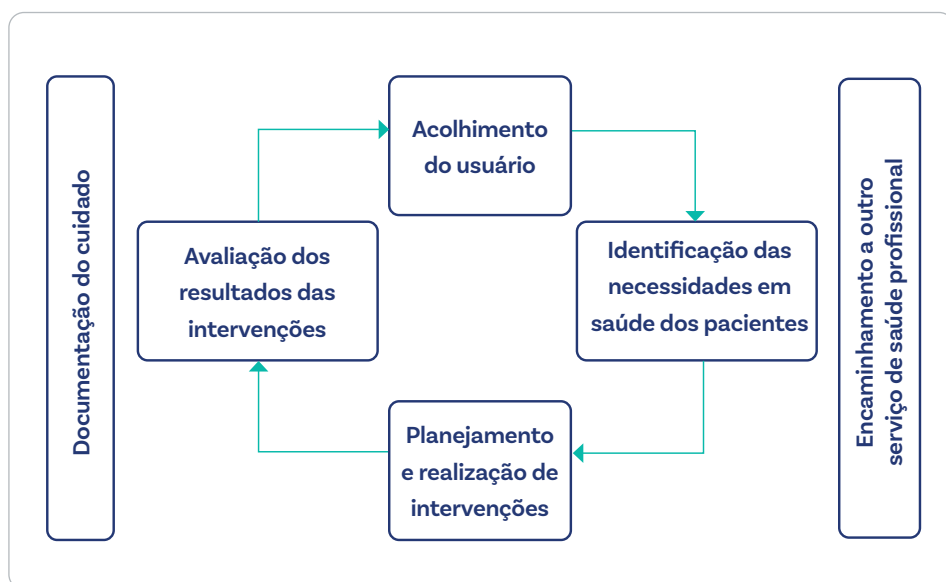 Documentação do cuidado
Acolhimento
do usuário
Identificação das
necessidades em
saúde dos pacientes
Planejamento
e realização de
intervenções
Avaliação dos
resultados das
intervenções
Encaminhamento a outro
serviço de saúde profissional